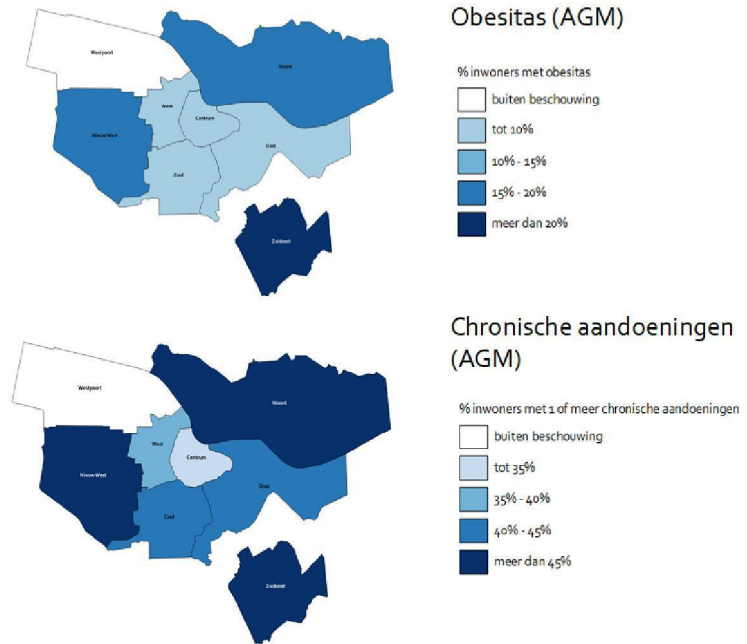 Obesitas (AGM)
% inwoners met obesitas
buiten beschouwing
tot 10%
10% - 15%
15% - 20%
meer dan 20%
Westpoort
Noord
West
Centrum
Nieuw West
Oost
Zuid
Zuidoost
Chronische aandoeningen
(AGM)
% inwoners met 1 of meer chronische aandoeningen
buiten beschouwing
tot 35%
35% - 40%
40% - 45%
meer dan 45%
Westpoort
Noord
West
Centrum
Nieuw West
Oost
Zuid
Zuidoost